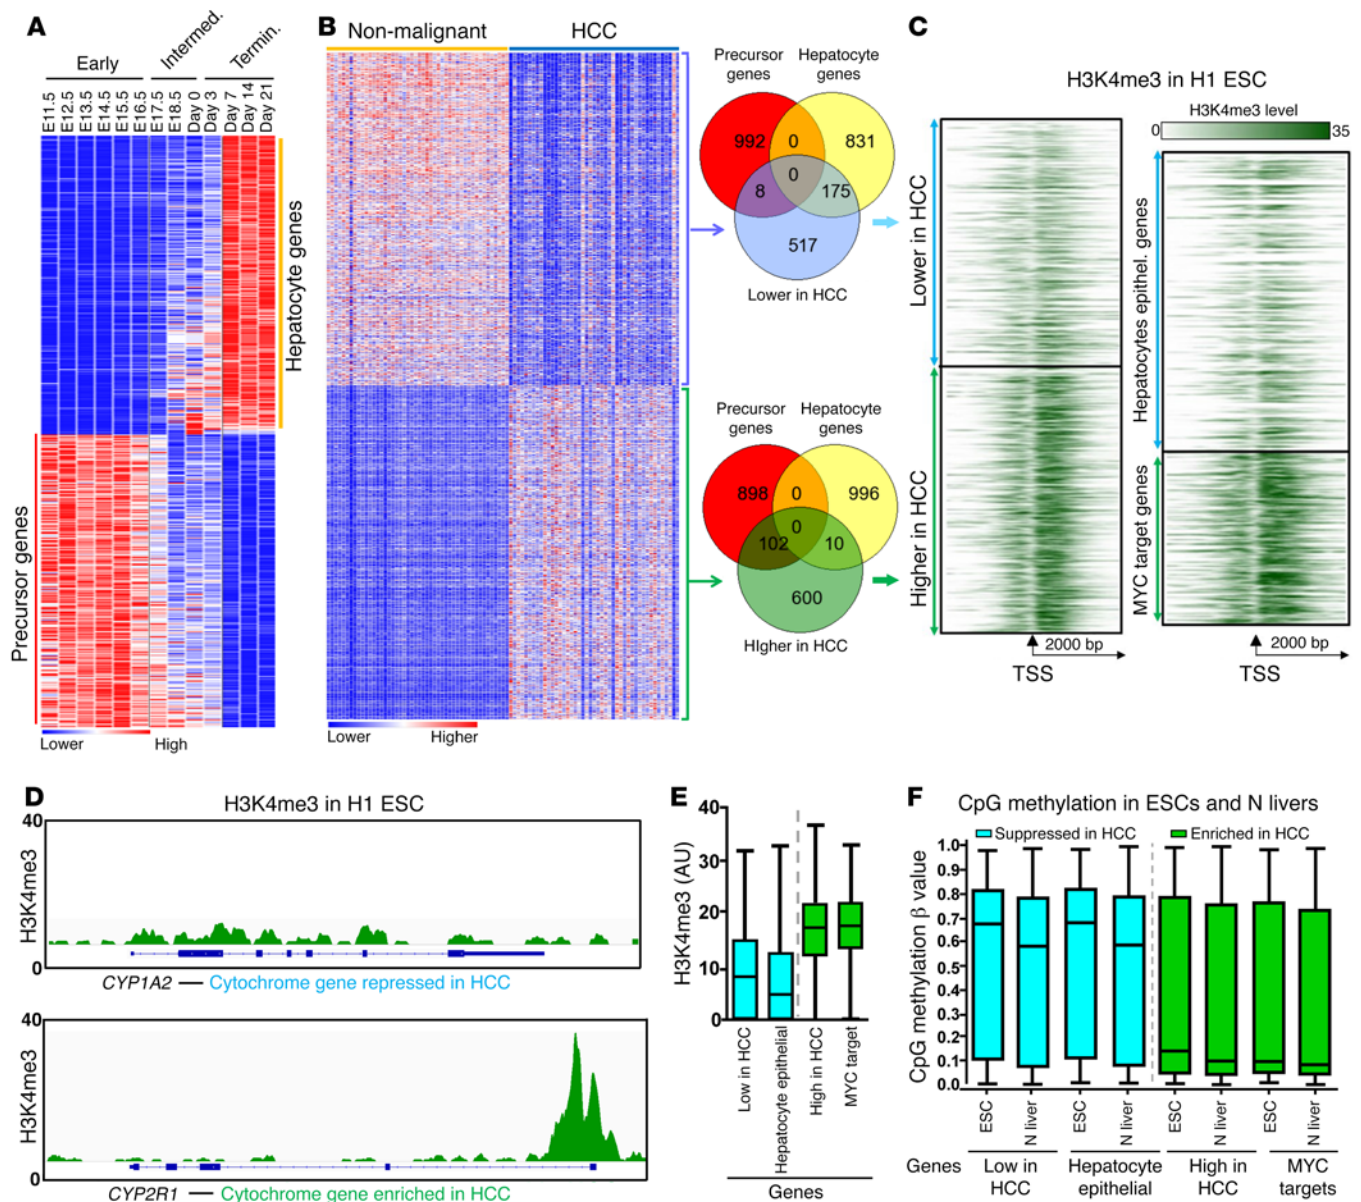 A
Early
Intermed.
Termin.
E11.5
E12.5
E13.5
E14.5
E15.5
E16.5
E17.5
E18.5
Day 0
Day 3
Day 7
Day 14
Day 21
Hepatocyte genes
Precursor genes
Lower
High
B
Non-malignant
HCC
Lower
Higher
Precursor genes
Hepatocyte genes
992
0
831
0
8
175
517
Lower in HCC
Precursor genes
Hepatocyte genes
898
0
996
0
102
10
600
HIgher in HCC
C
H3K4me3 in H1 ESC
H3K4me3 level
0
35
Lower in HCC
Higher in HCC
Hepatocytes epithel. genes
MYC target genes
2000 bp
TSS
2000 bp
TSS
D
H3K4me3 in H1 ESC
40
H3K4me3
0
CYP1A2 — Cytochrome gene repressed in HCC
40
H3K4me3
0
CYP2R1 — Cytochrome gene enriched in HCC
E
H3K4me3 (AU)
40
30
20
10
0
Low in HCC
Hepatocyte epithelial
High in HCC
MYC target
Genes
F
CpG methylation in ESCs and N livers
Suppressed in HCC
Enriched in HCC
CpG methylation β value
1.0
0.9
0.8
0.7
0.6
0.5
0.4
0.3
0.2
0.1
0.0
ESC
N liver
ESC
N liver
ESC
N liver
ESC
N liver
Genes
Low in HCC
Hepatocyte epithelial
High in HCC
MYC targets